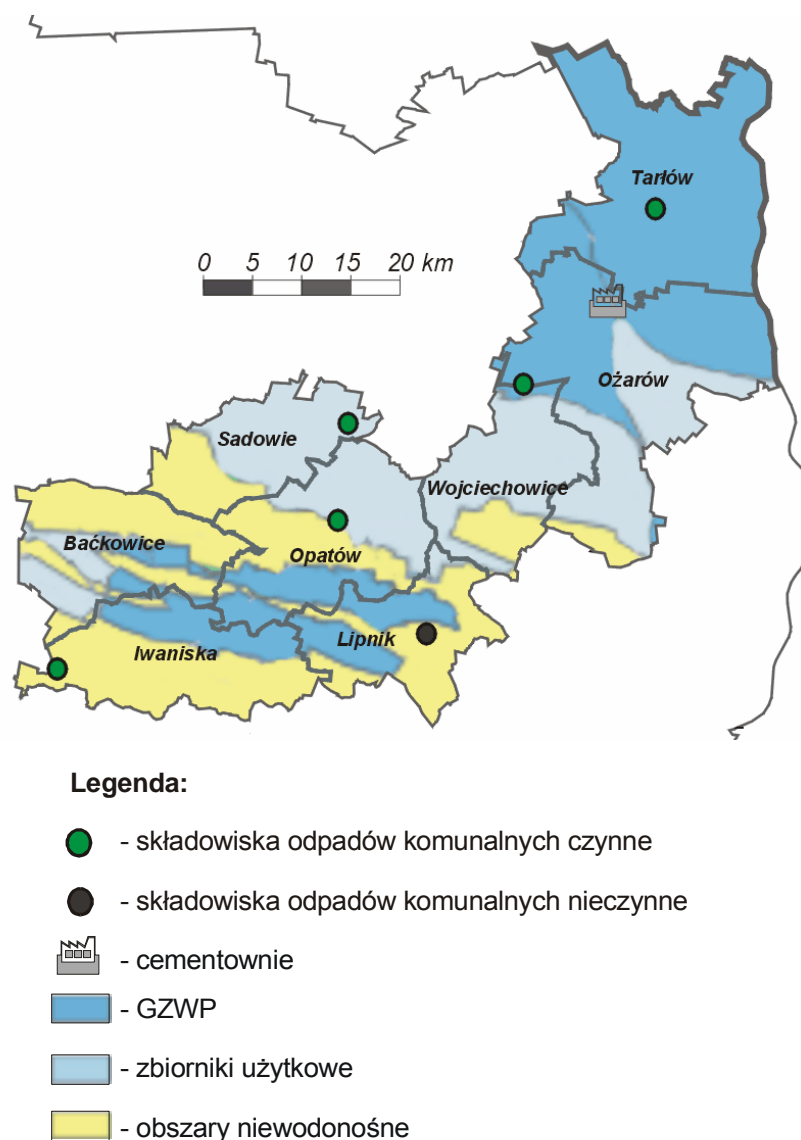 Tarłów
0 5 10 15 20 km
Ożarów
Sadowie
Wojciechowice
Baćkowice
Opatów
Lipnik
Iwaniska
Legenda:
- składowiska odpadów komunalnych czynne
- składowiska odpadów komunalnych nieczynne
- cementownie
- GZWP
- zbiorniki użytkowe
- obszary niewodonośne